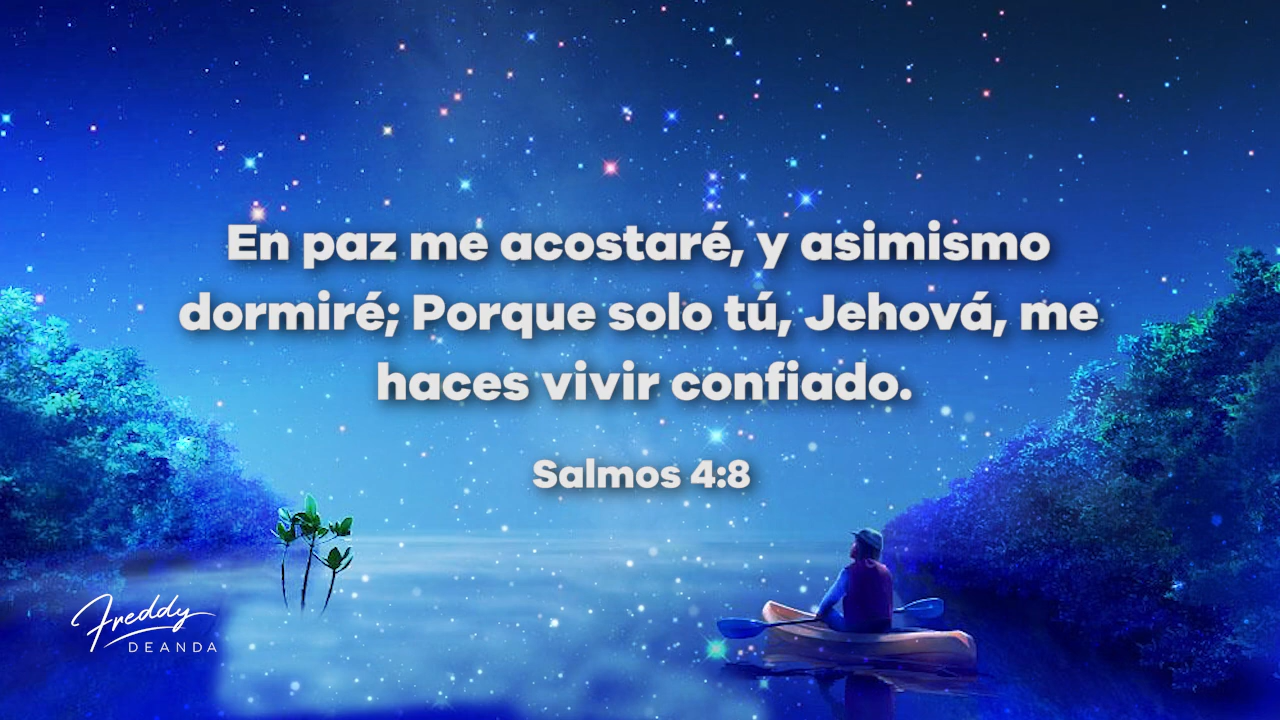 En paz me acostaré, y asimismo
dormiré; Porque solo tú, Jehová, me
haces vivir confiado.
Salmos 4:8
Freddy
DEANDA